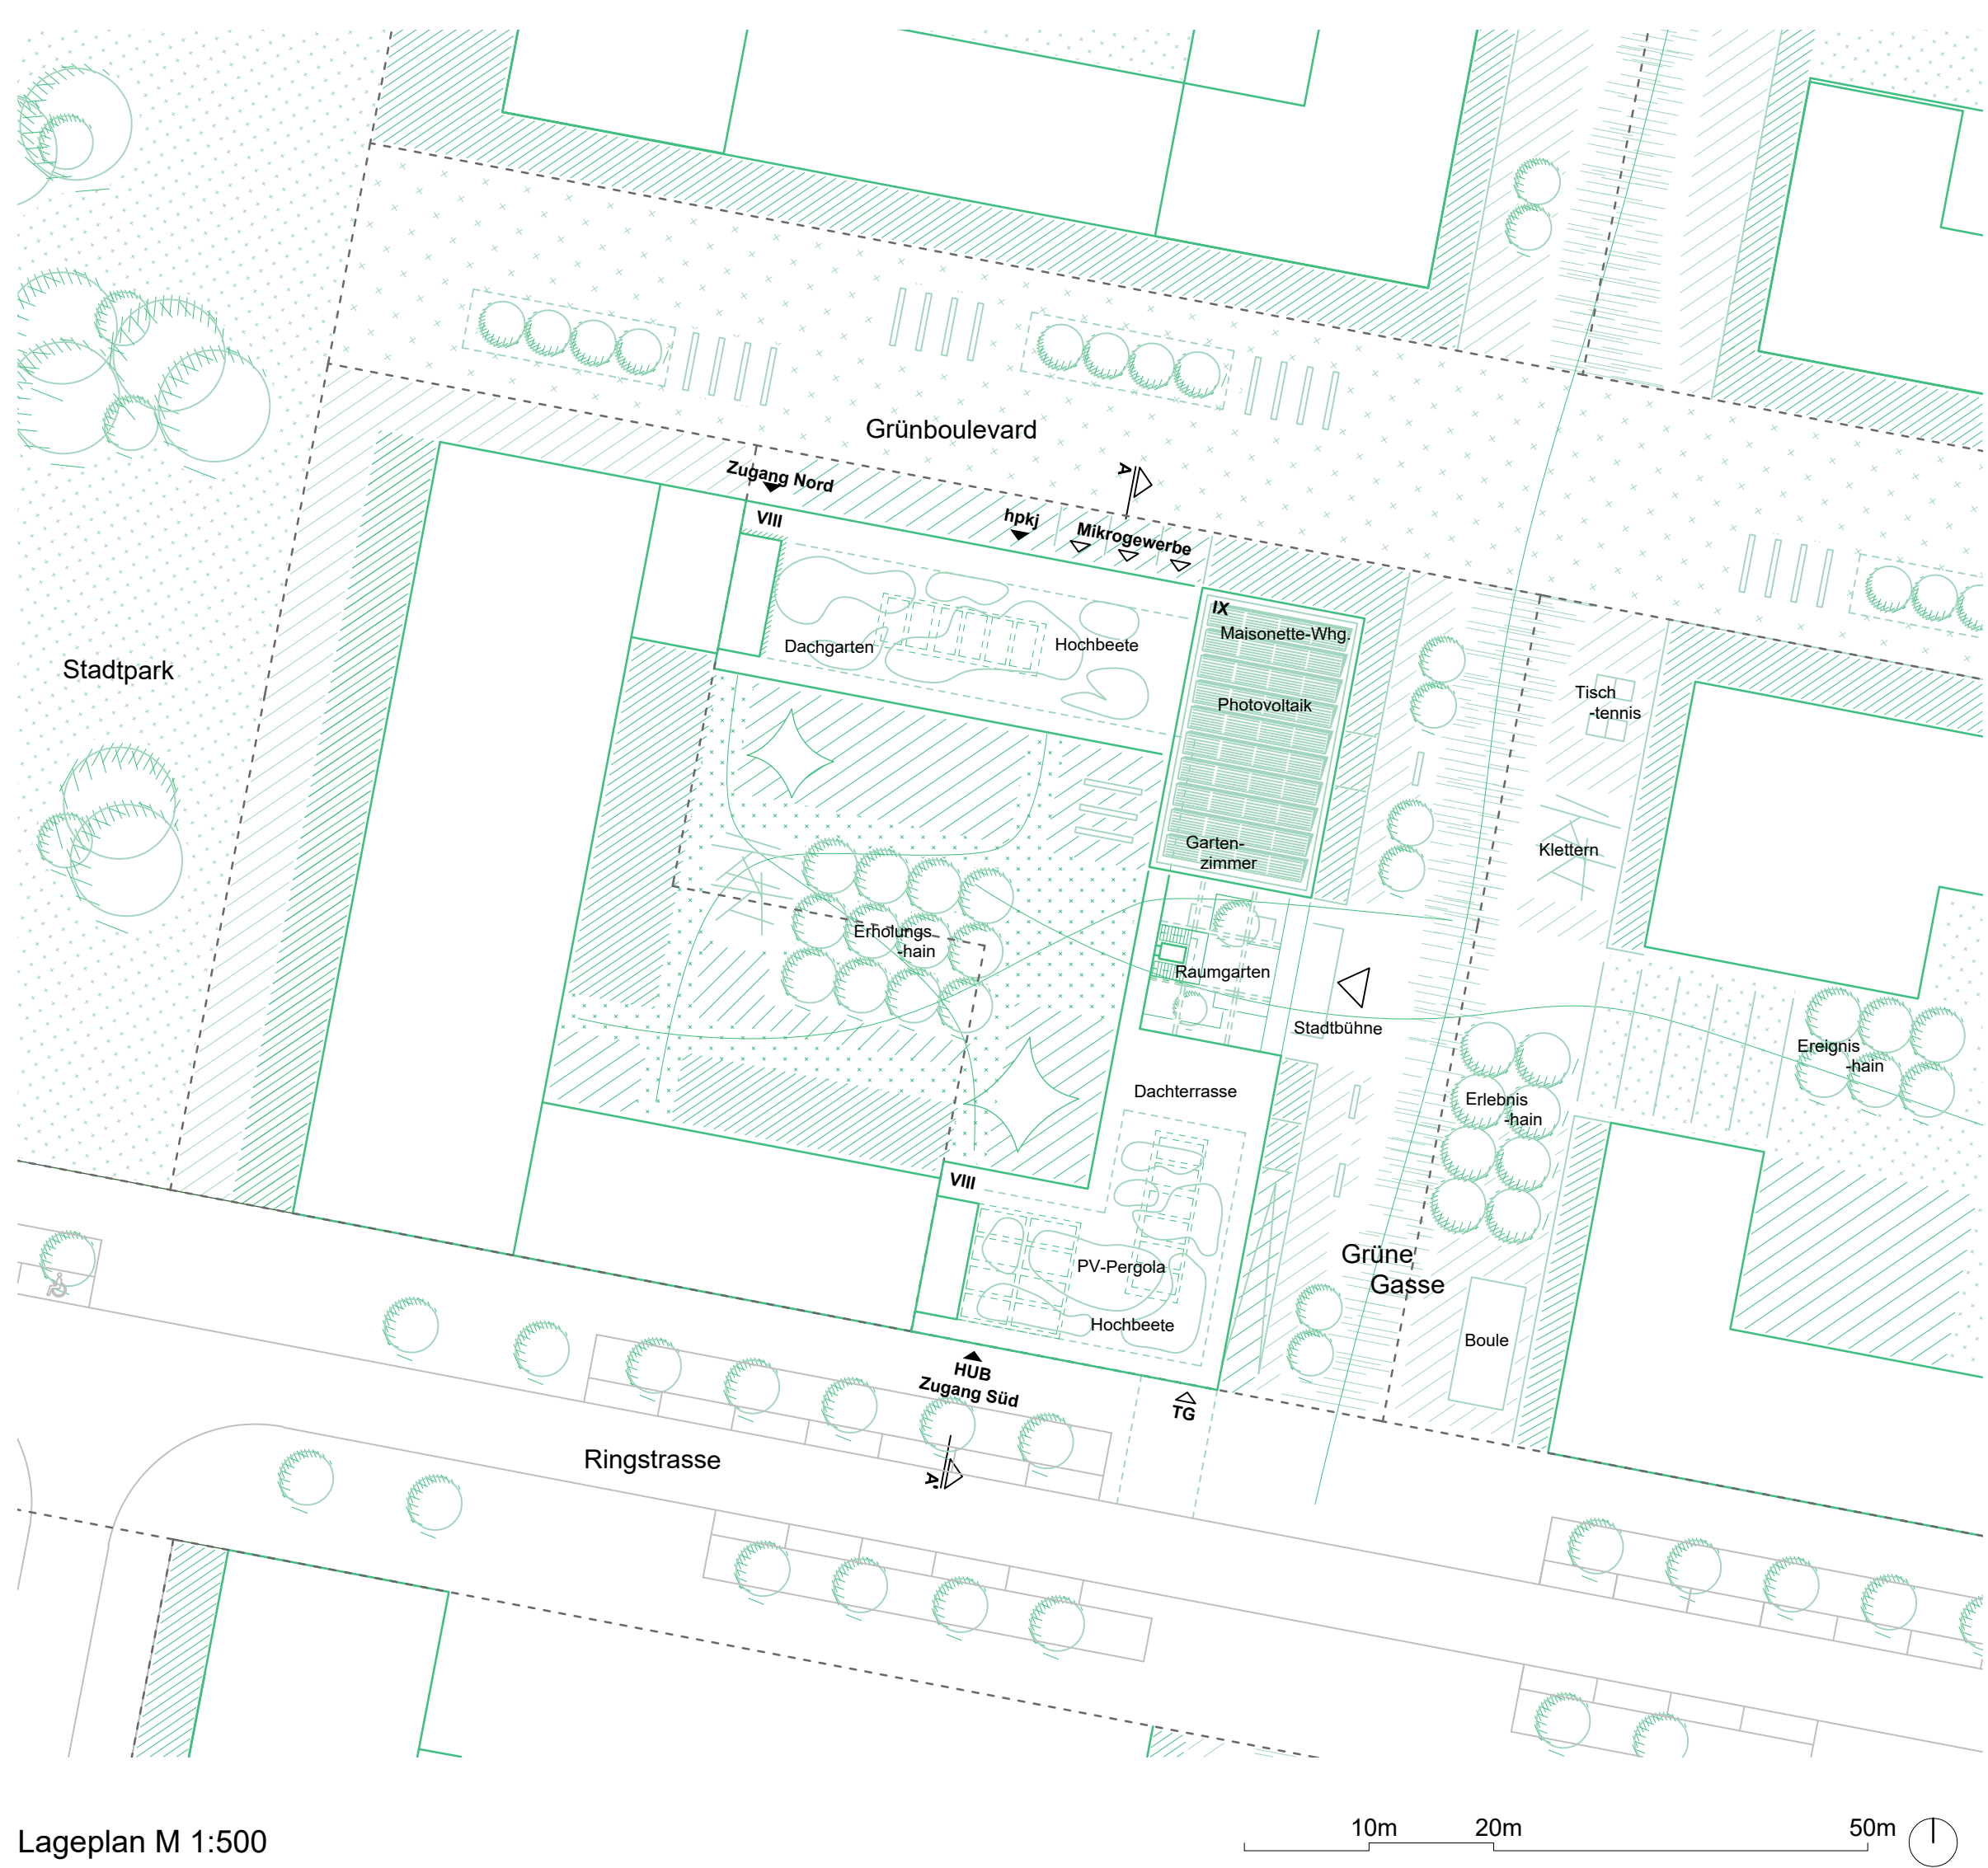 Grünboulevard
A
Zugang Nord
hpkj
Mikrogewerbe
VIII
IX
Maisonette-Whg.
Dachgarten
Hochbeete
Stadtpark
Photovoltaik
Tisch
-tennis
Garten-
zimmer
Klettern
Erholungs
-hain
Raumgarten
Stadtbühne
Ereignis
-hain
Dachterrasse
Erlebnis
-hain
VIII
Grüne
Gasse
PV-Pergola
Hochbeete
Boule
HUB
Zugang Süd
TG
Ringstrasse
A'
Lageplan M 1:500
10m
20m
50m